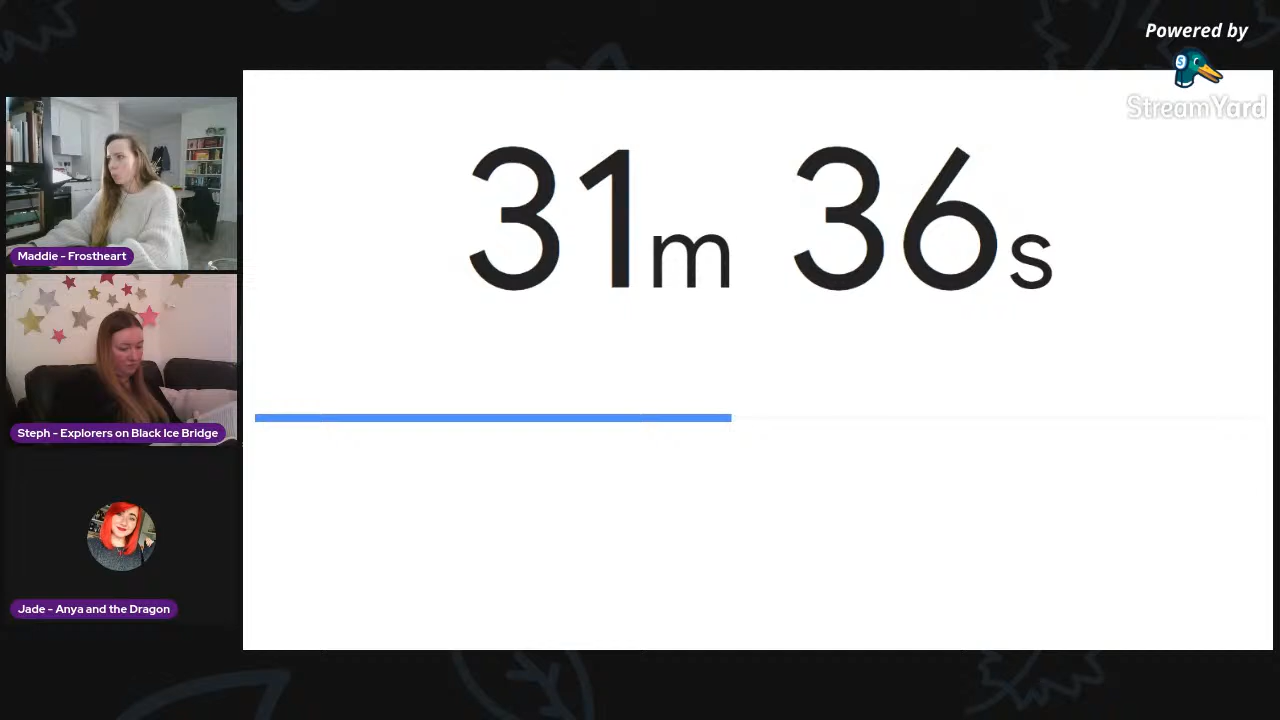 Powered by
StreamYard
31m 36s
Maddie - Frostheart
Steph - Explorers on Black Ice Bridge
Jade - Anya and the Dragon